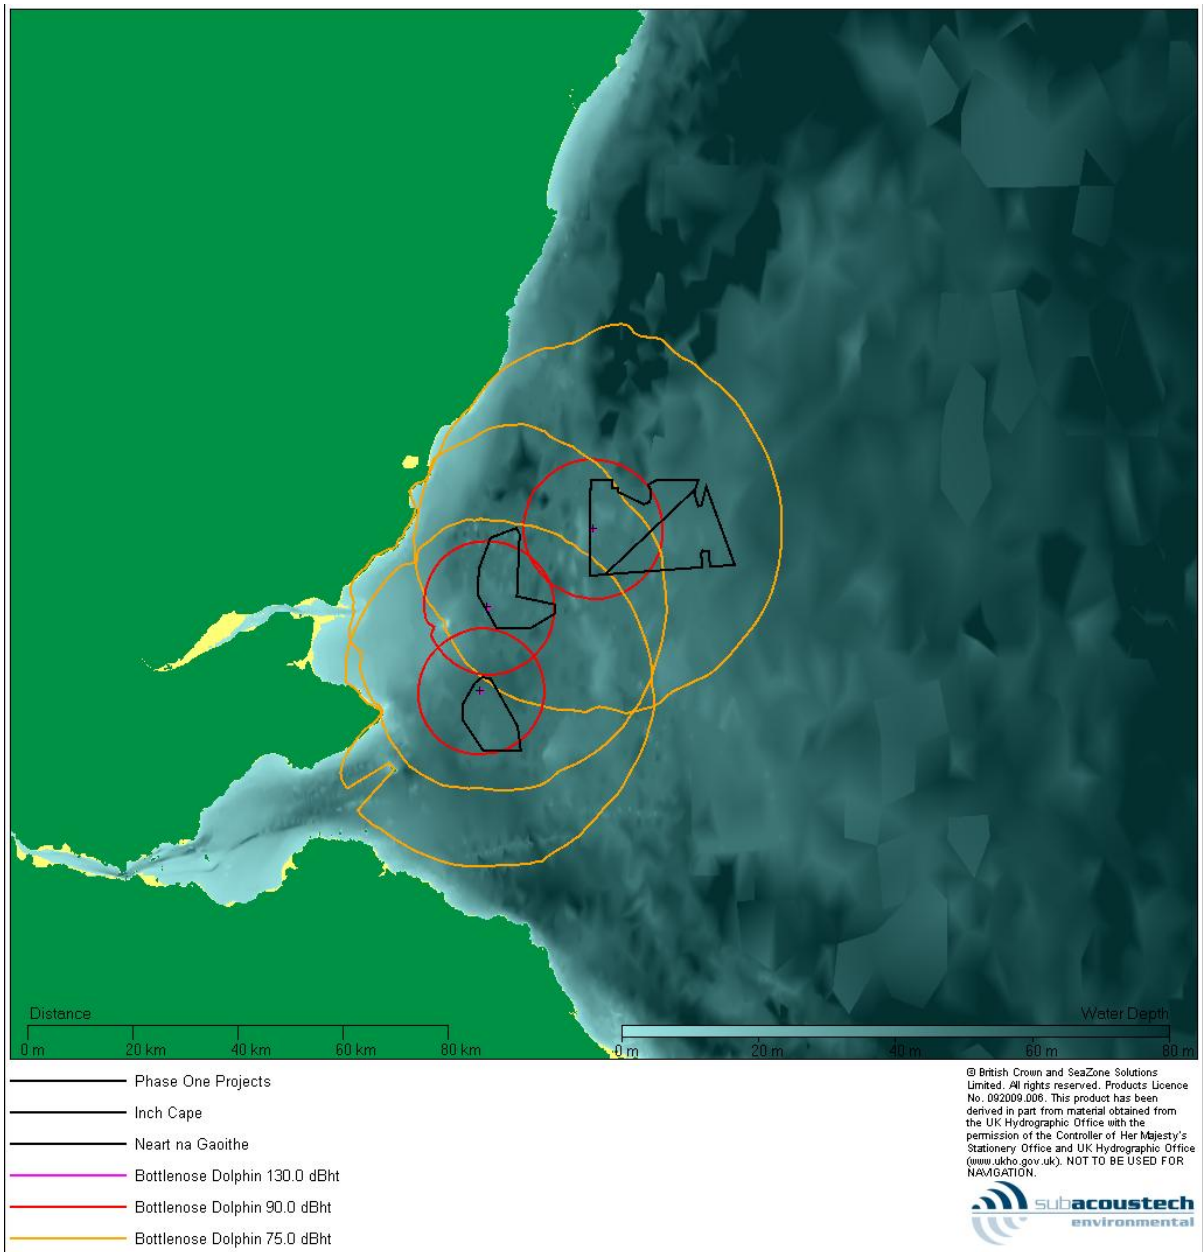 Distance
0 m 20 km 40 km 60 km 80 km
Water Depth
0 m 20 m 40 m 60 m 80 m
Phase One Projects
Inch Cape
Neart na Gaoithe
Bottlenose Dolphin 130.0 dBht
Bottlenose Dolphin 90.0 dBht
Bottlenose Dolphin 75.0 dBht
© British Crown and SeaZone Solutions
Limited. All rights reserved. Products Licence
No. 092009.006. This product has been
derived in part from material obtained from
the UK Hydrographic Office with the
permission of the Controller of Her Majesty's
Stationery Office and UK Hydrographic Office
(www.ukho.gov.uk). NOT TO BE USED FOR
NAVIGATION.
subacoustech
environmental